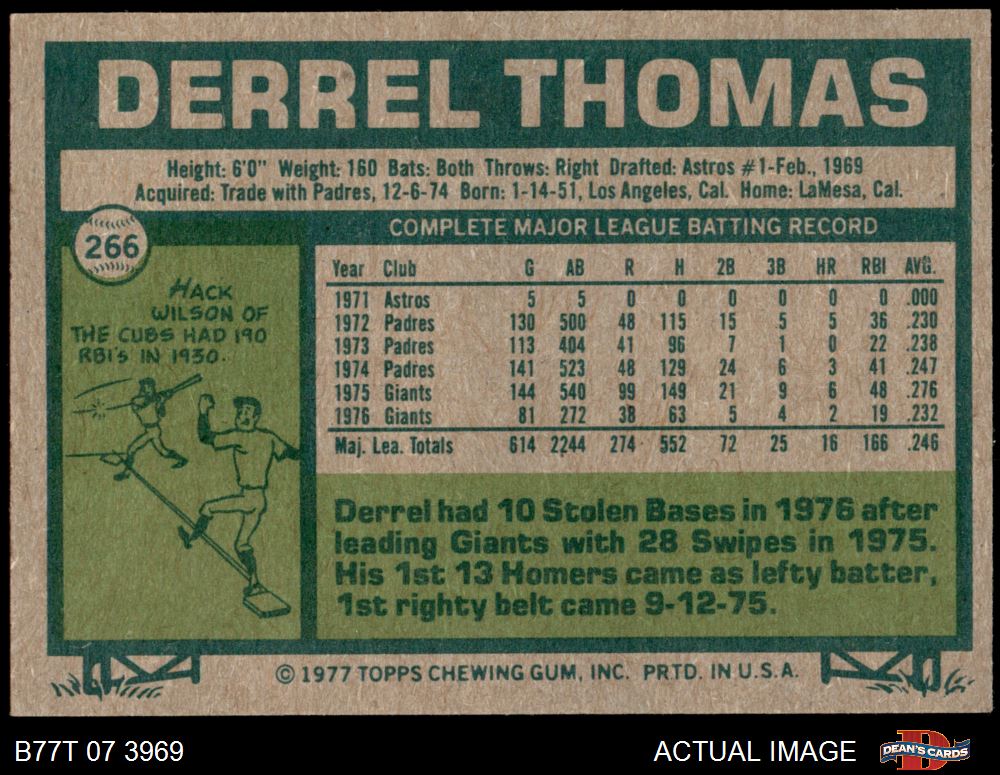 DERREL THOMAS
Height: 6'0" Weight: 160 Bats: Both Throws: Right Drafted: Astros #1-Feb., 1969
Acquired: Trade with Padres, 12-6-74 Born: 1-14-51, Los Angeles, Cal. Home: LaMesa, Cal.
266
HACK
WILSON OF
THE CUBS HAD 190
RBI'S IN 1930.
COMPLETE MAJOR LEAGUE BATTING RECORD
Year Club G AB R H 2B 3B HR RBI AVG.
1971 Astros 5 5 0 0 0 0 0 0 .000
1972 Padres 130 500 48 115 15 5 5 36 .230
1973 Padres 113 404 41 96 7 1 0 22 .238
1974 Padres 141 523 48 129 24 6 3 41 .247
1975 Giants 144 540 99 149 21 9 6 48 .276
1976 Giants 81 272 38 63 5 4 2 19 .232
Maj. Lea. Totals 614 2244 274 552 72 25 16 166 .246
Derrel had 10 Stolen Bases in 1976 after
leading Giants with 28 Swipes in 1975.
His 1st 13 Homers came as lefty batter,
1st righty belt came 9-12-75.
© 1977 TOPPS CHEWING GUM, INC. PRTD. IN U.S.A.
B77T 07 3969
ACTUAL IMAGE
DEAN'S CARDS